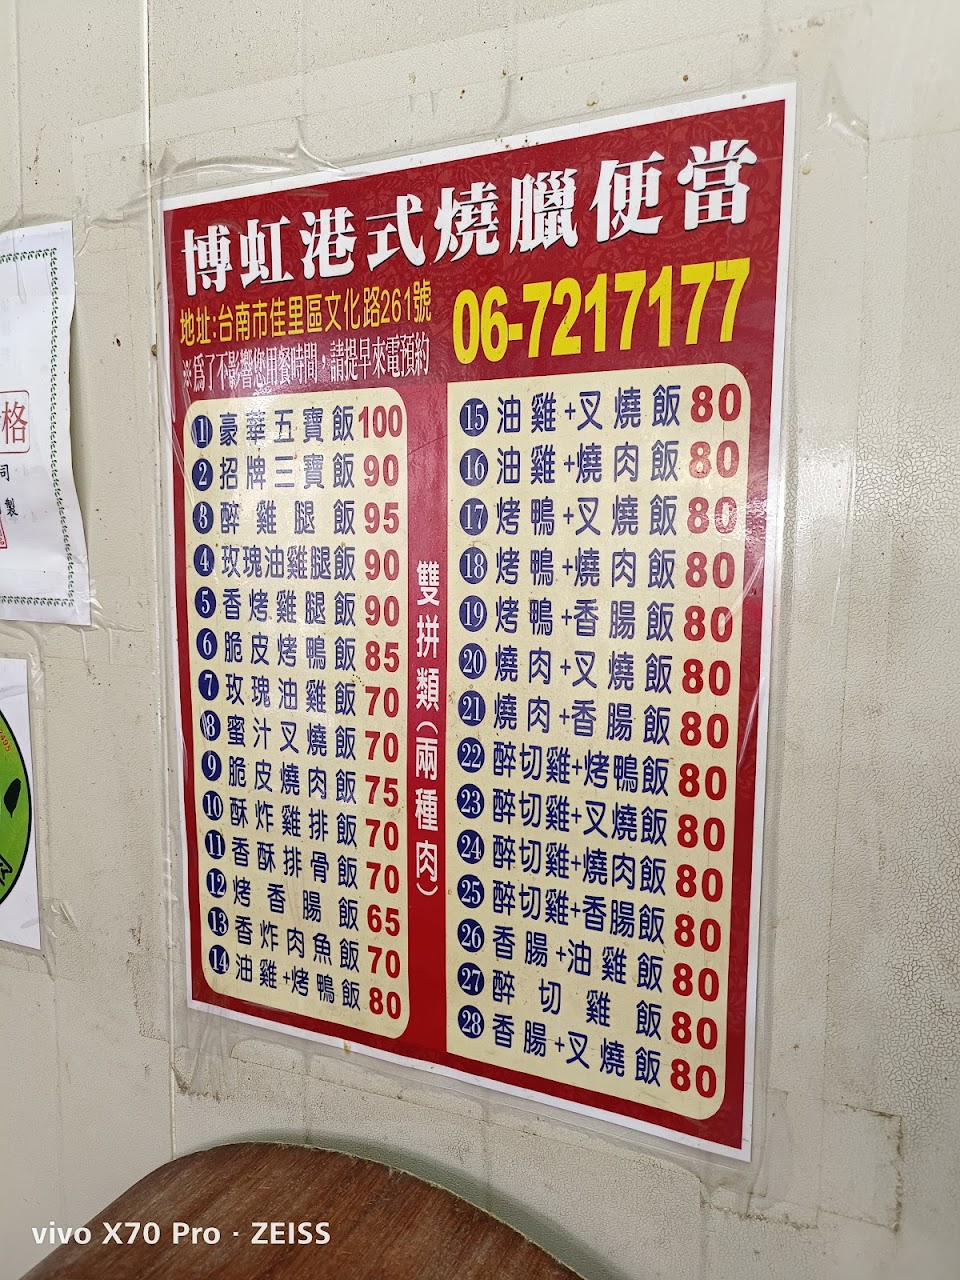 博虹港式燒臘便當
地址:台南市佳里區文化路261號
06-7217177
※為了不影響您用餐時間，請提早來電預約
1 豪華五寶飯 100
2 招牌三寶飯 90
3 醉雞腿飯 95
4 玫瑰油雞腿飯 90
5 香烤雞腿飯 90
6 脆皮烤鴨飯 85
7 玫瑰油雞飯 70
8 蜜汁叉燒飯 70
9 脆皮燒肉飯 75
10 酥炸雞排飯 70
11 香酥排骨飯 70
12 烤香腸飯 65
13 香炸肉魚飯 70
14 油雞+烤鴨飯 80
雙拼類(兩種肉)
15 油雞+叉燒飯 80
16 油雞+燒肉飯 80
17 烤鴨+叉燒飯 80
18 烤鴨+燒肉飯 80
19 烤鴨+香腸飯 80
20 燒肉+叉燒飯 80
21 燒肉+香腸飯 80
22 醉切雞+烤鴨飯 80
23 醉切雞+叉燒飯 80
24 醉切雞+燒肉飯 80
25 醉切雞+香腸飯 80
26 香腸+油雞飯 80
27 醉切雞飯 80
28 香腸+叉燒飯 80
格
司
製
vivo X70 Pro · ZEISS